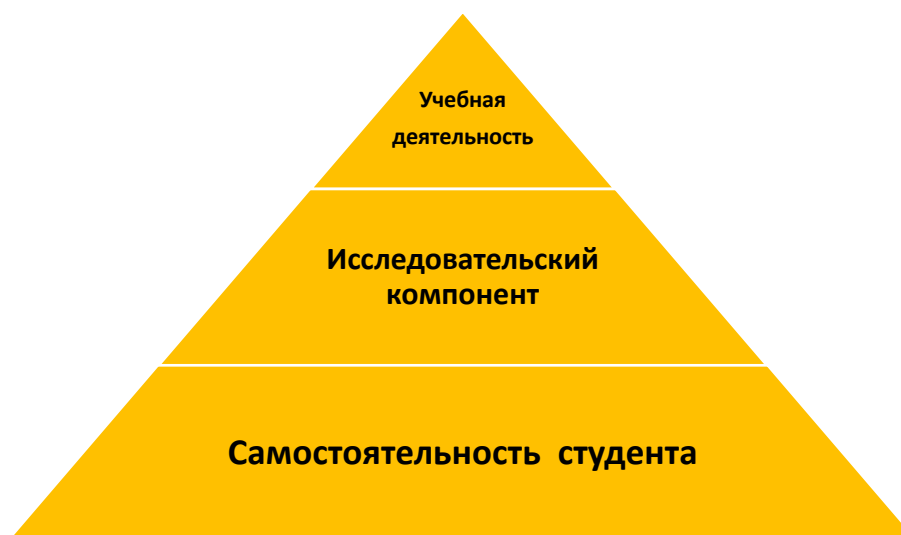 Учебная
деятельность
Исследовательский
компонент
Самостоятельность студента